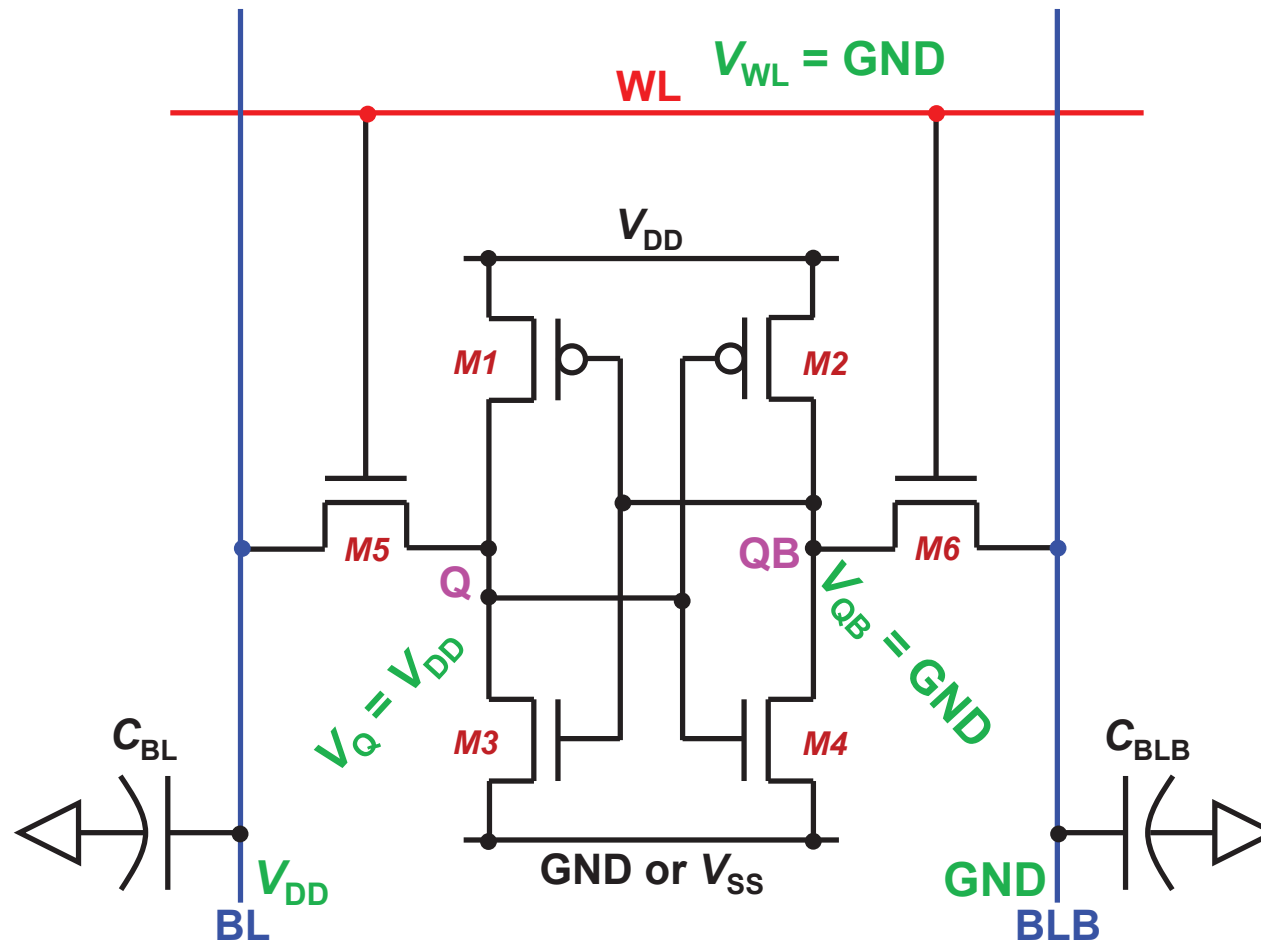 V_WL = GND
WL
V_DD
M1
M2
M5
M6
Q
QB
V_Q = V_DD
V_QB = GND
M3
M4
C_BL
C_BLB
GND or V_SS
V_DD
GND
BL
BLB